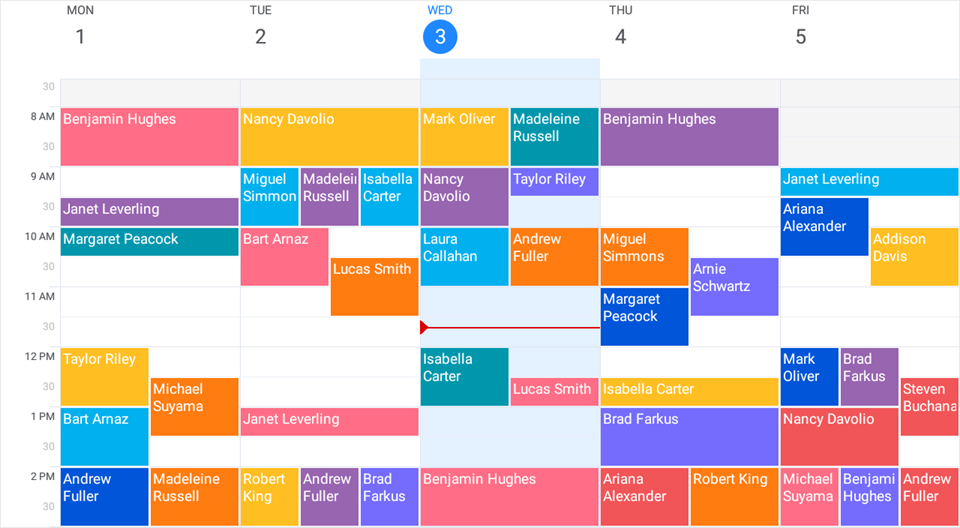 MON
TUE
WED
THU
FRI
1
2
3
4
5
30
8 AM
Benjamin Hughes
Nancy Davolio
Mark Oliver
Madeleine
Russell
Benjamin Hughes
30
9 AM
Miguel
Simmon
Madelei
Russell
Isabella
Carter
Nancy
Davolio
Taylor Riley
Janet Leverling
30
Janet Leverling
Ariana
Alexander
10 AM
Margaret Peacock
Bart Arnaz
Laura
Callahan
Andrew
Fuller
Miguel
Simmons
Addison
Davis
30
Lucas Smith
Arnie
Schwartz
11 AM
Margaret
Peacock
30
12 PM
Taylor Riley
Isabella
Carter
Mark
Oliver
Brad
Farkus
30
Michael
Suyama
Lucas Smith
Isabella Carter
Steven
Buchana
1 PM
Bart Arnaz
Janet Leverling
Brad Farkus
Nancy Davolio
30
2 PM
Andrew
Fuller
Madeleine
Russell
Robert
King
Andrew
Fuller
Brad
Farkus
Benjamin Hughes
Ariana
Alexander
Robert King
Michael
Suyama
Benjami
Hughes
Andrew
Fuller
30